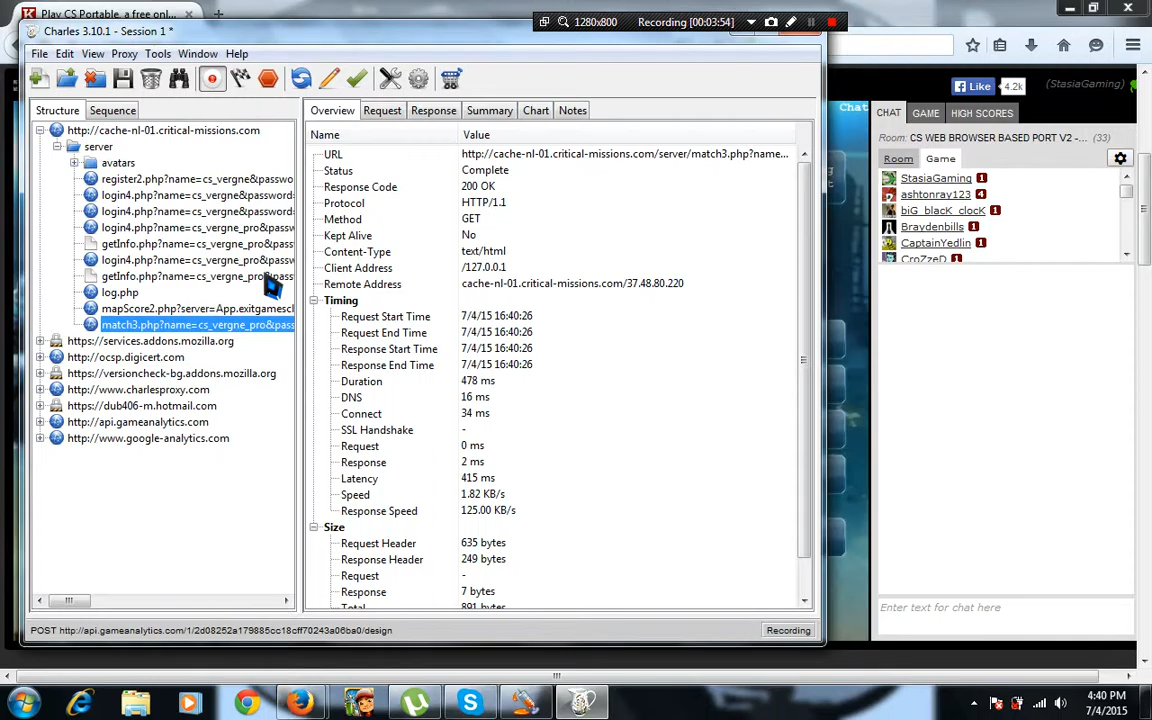 Play CS Portable, a free onl...
1280x800
Recording [00:03:54]
Charles 3.10.1 - Session 1 *
File Edit View Proxy Tools Window Help
Structure Sequence
http://cache-nl-01.critical-missions.com
server
avatars
register2.php?name=cs_vergne&passwo
login4.php?name=cs_vergne&password=
login4.php?name=cs_vergne&password=
login4.php?name=cs_vergne&password=
getInfo.php?name=cs_vergne_pro&passw
login4.php?name=cs_vergne_pro&passw
getInfo.php?name=cs_vergne_pro&passw
log.php
mapScore2.php?server=App.exitgamescl
match3.php?name=cs_vergne_pro&pass
https://services.addons.mozilla.org
http://ocsp.digicert.com
https://versioncheck-bg.addons.mozilla.org
http://www.charlesproxy.com
https://dub406-m.hotmail.com
http://api.gameanalytics.com
http://www.google-analytics.com
Overview Request Response Summary Chart Notes
Name Value
URL http://cache-nl-01.critical-missions.com/server/match3.php?name...
Status Complete
Response Code 200 OK
Protocol HTTP/1.1
Method GET
Kept Alive No
Content-Type text/html
Client Address /127.0.0.1
Remote Address cache-nl-01.critical-missions.com/37.48.80.220
Timing
Request Start Time 7/4/15 16:40:26
Request End Time 7/4/15 16:40:26
Response Start Time 7/4/15 16:40:26
Response End Time 7/4/15 16:40:26
Duration 478 ms
DNS 16 ms
Connect 34 ms
SSL Handshake -
Request 0 ms
Response 2 ms
Latency 415 ms
Speed 1.82 KB/s
Response Speed 125.00 KB/s
Size
Request Header 635 bytes
Response Header 249 bytes
Request -
Response 7 bytes
Total 891 bytes
POST http://api.gameanalytics.com/1/2d08252a179885cc18cff70243a06ba0/design
Recording
Chat
Like 4.2k (StasiaGaming)
CHAT GAME HIGH SCORES
Room: CS WEB BROWSER BASED PORT V2 -... (33)
Room Game
StasiaGaming 1
ashtonray123 4
biG_blacK_clocK 1
Braydenbills 1
CaptainYedlin 1
CroZzeD 1
Enter text for chat here
4:40 PM
7/4/2015